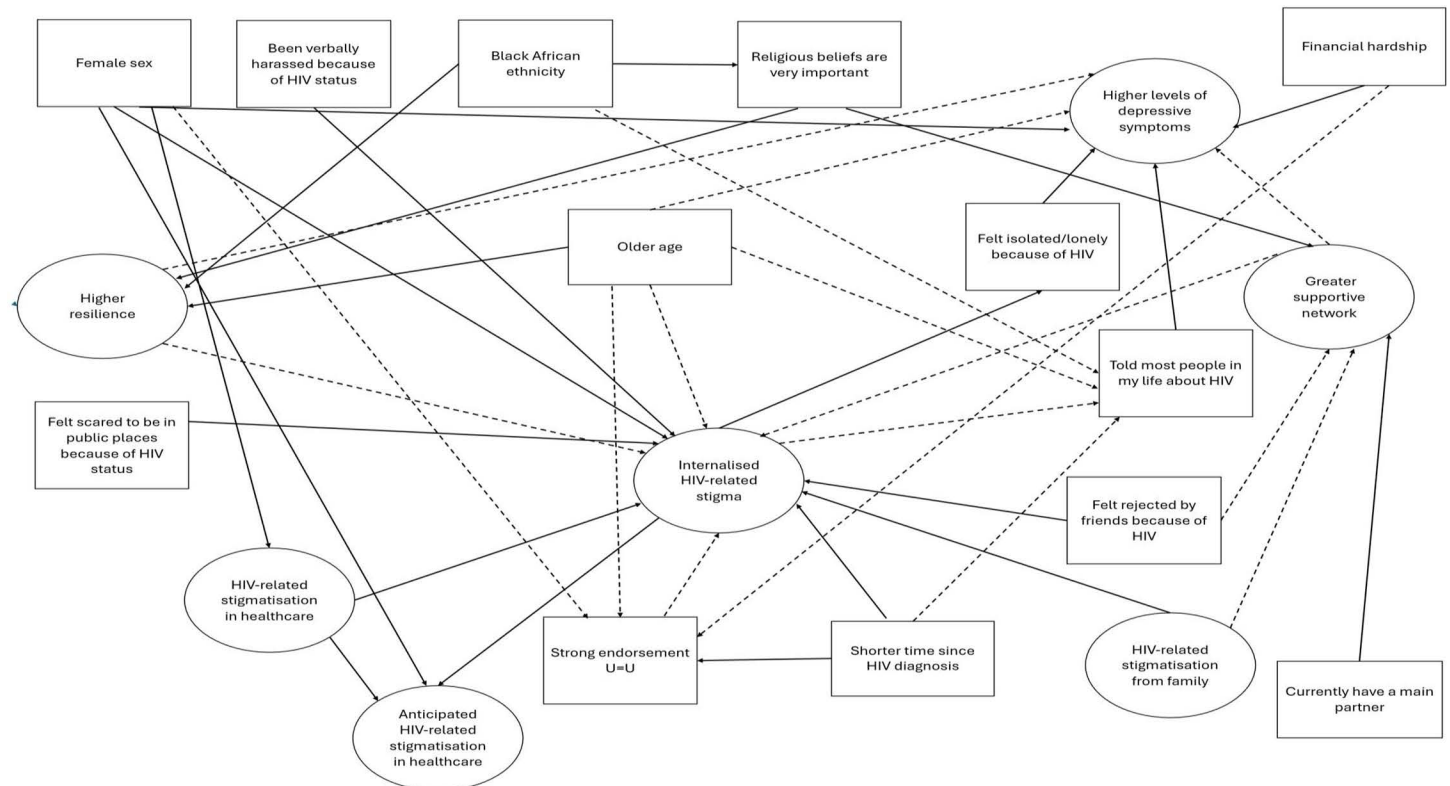 Female sex
Been verbally
harassed because
of HIV status
Black African
ethnicity
Religious beliefs are
very important
Financial hardship
Higher levels of
depressive
symptoms
Older age
Felt isolated/lonely
because of HIV
Higher
resilience
Greater
supportive
network
Told most people in
my life about HIV
Felt scared to be in
public places
because of HIV
status
Internalised
HIV-related
stigma
Felt rejected by
friends because of
HIV
HIV-related
stigmatisation
in healthcare
Strong endorsement
U=U
Shorter time since
HIV diagnosis
HIV-related
stigmatisation
from family
Currently have a main
partner
Anticipated
HIV-related
stigmatisation
in healthcare